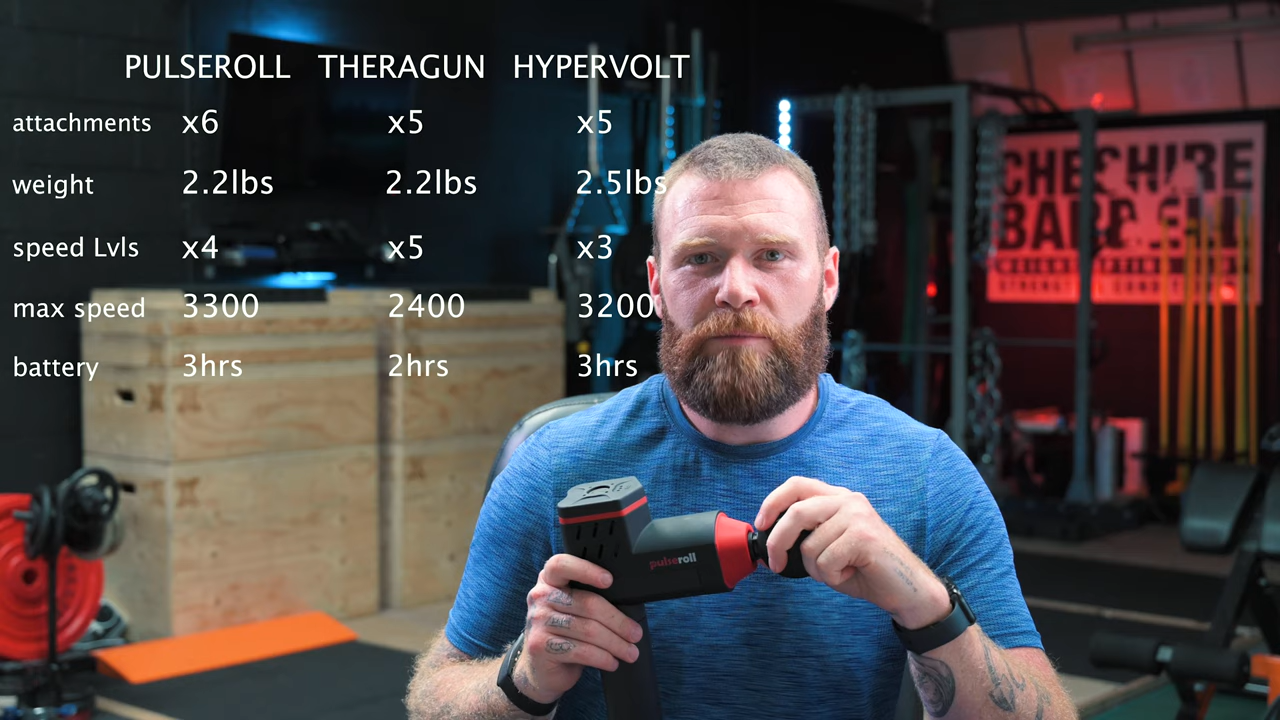 PULSEROLL THERAGUN HYPERVOLT
attachments x6 x5 x5
weight 2.2lbs 2.2lbs 2.5lbs
speed Lvls x4 x5 x3
max speed 3300 2400 3200
battery 3hrs 2hrs 3hrs
CHESHIRE
pulseroll